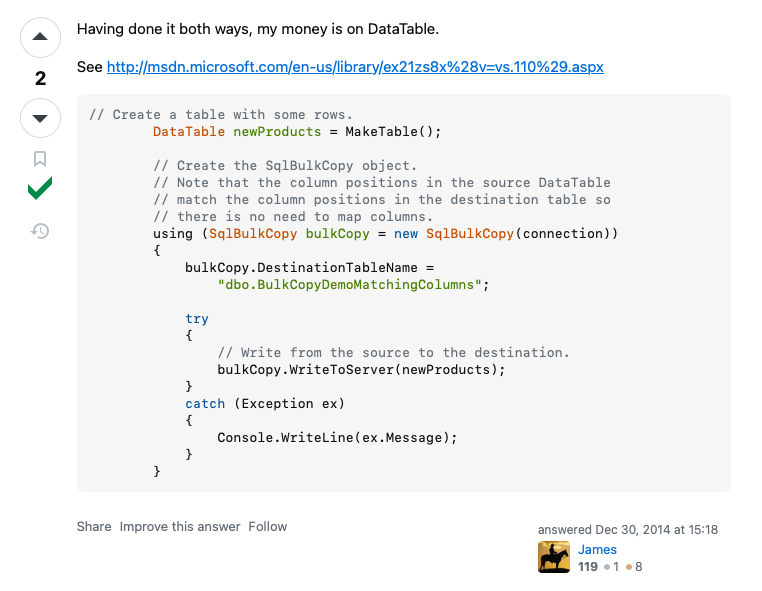 Having done it both ways, my money is on DataTable.
2
See http://msdn.microsoft.com/en-us/library/ex21zs8x%28v=vs.110%29.aspx
// Create a table with some rows.
        DataTable newProducts = MakeTable();

        // Create the SqlBulkCopy object.
        // Note that the column positions in the source DataTable
        // match the column positions in the destination table so
        // there is no need to map columns.
        using (SqlBulkCopy bulkCopy = new SqlBulkCopy(connection))
        {
            bulkCopy.DestinationTableName =
                "dbo.BulkCopyDemoMatchingColumns";

            try
            {
                // Write from the source to the destination.
                bulkCopy.WriteToServer(newProducts);
            }
            catch (Exception ex)
            {
                Console.WriteLine(ex.Message);
            }
        }
Share Improve this answer Follow
answered Dec 30, 2014 at 15:18
James
119 1 8